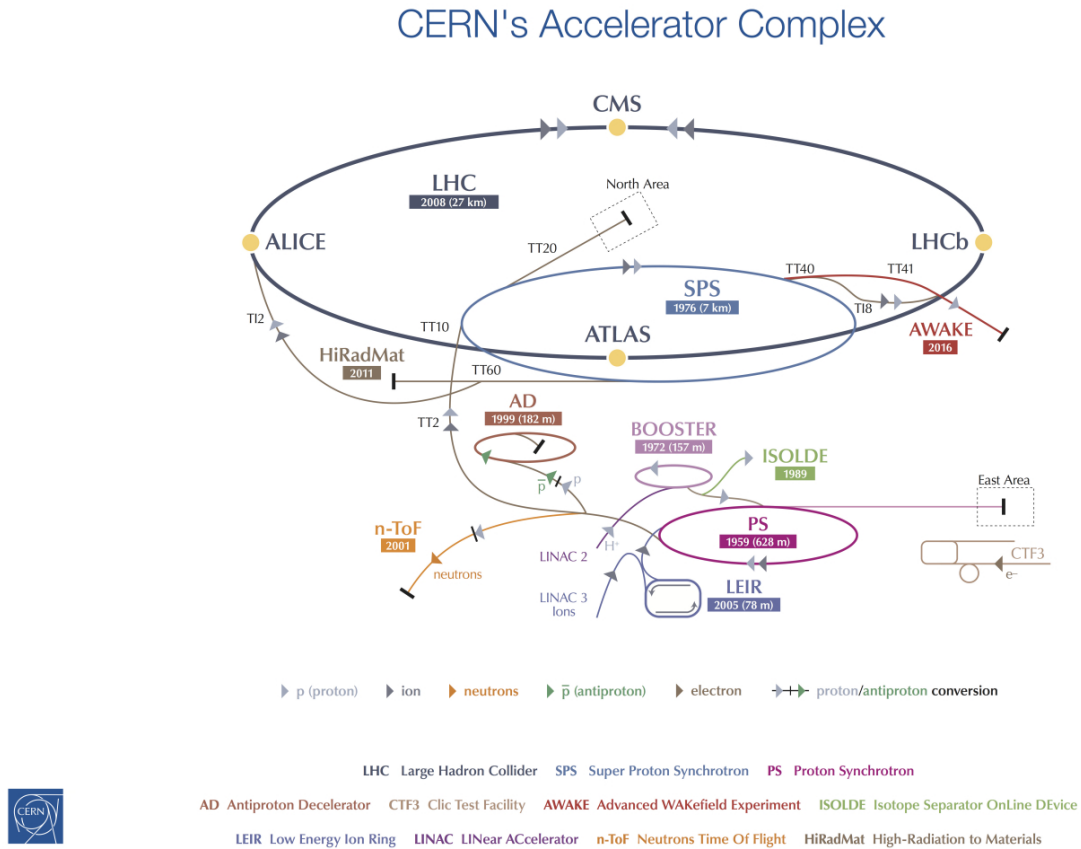 CERN's Accelerator Complex
CMS
LHC
2008 (27 km)
North Area
ALICE
LHCb
TT20
TT40
TT41
SPS
1976 (7 km)
TI2
TT10
TI8
ATLAS
AWAKE
2016
HiRadMat
2011
TT60
AD
1999 (182 m)
TT2
BOOSTER
1972 (157 m)
ISOLDE
1989
p̅
p
East Area
n-ToF
2001
PS
1959 (628 m)
H+
LINAC 2
neutrons
CTF3
e-
LEIR
2005 (78 m)
LINAC 3
Ions
p (proton) ion neutrons p̅ (antiproton) electron proton/antiproton conversion
LHC Large Hadron Collider SPS Super Proton Synchrotron PS Proton Synchrotron
AD Antiproton Decelerator CTF3 Clic Test Facility AWAKE Advanced WAKefield Experiment ISOLDE Isotope Separator OnLine DEvice
LEIR Low Energy Ion Ring LINAC LINear ACcelerator n-ToF Neutrons Time Of Flight HiRadMat High-Radiation to Materials
CERN